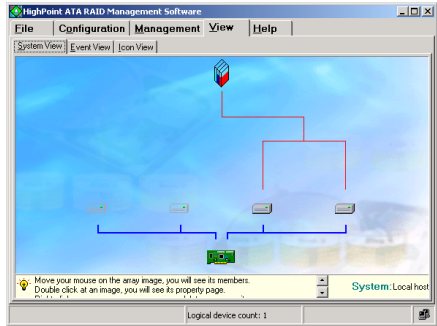 HighPoint ATA RAID Management Software
File Configuration Management View Help
System View Event View Icon View
Move your mouse on the array image, you will see its members.
Double click at an image, you will see its property page.
System: Local host
Logical device count: 1